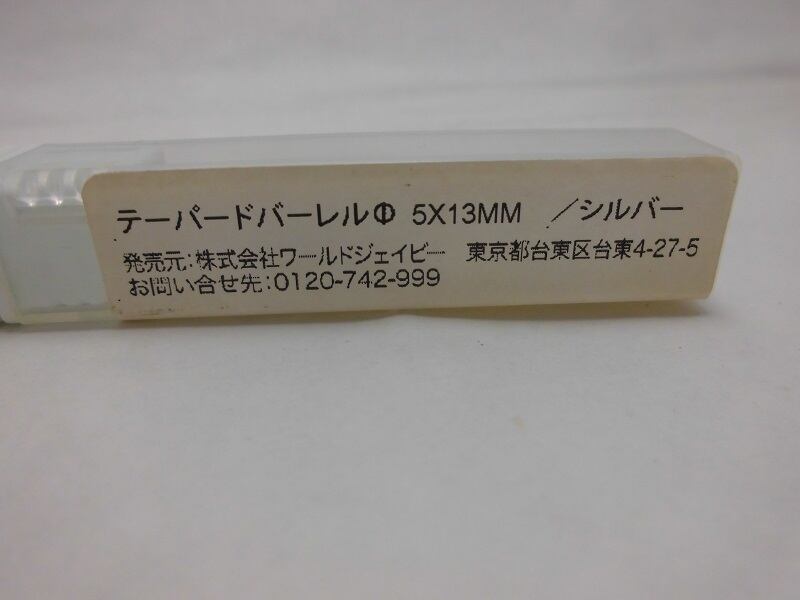 テーパードバーレルΦ 5X13MM ／シルバー
発売元:株式会社ワールドジェイビー 東京都台東区台東4-27-5
お問い合せ先:0120-742-999